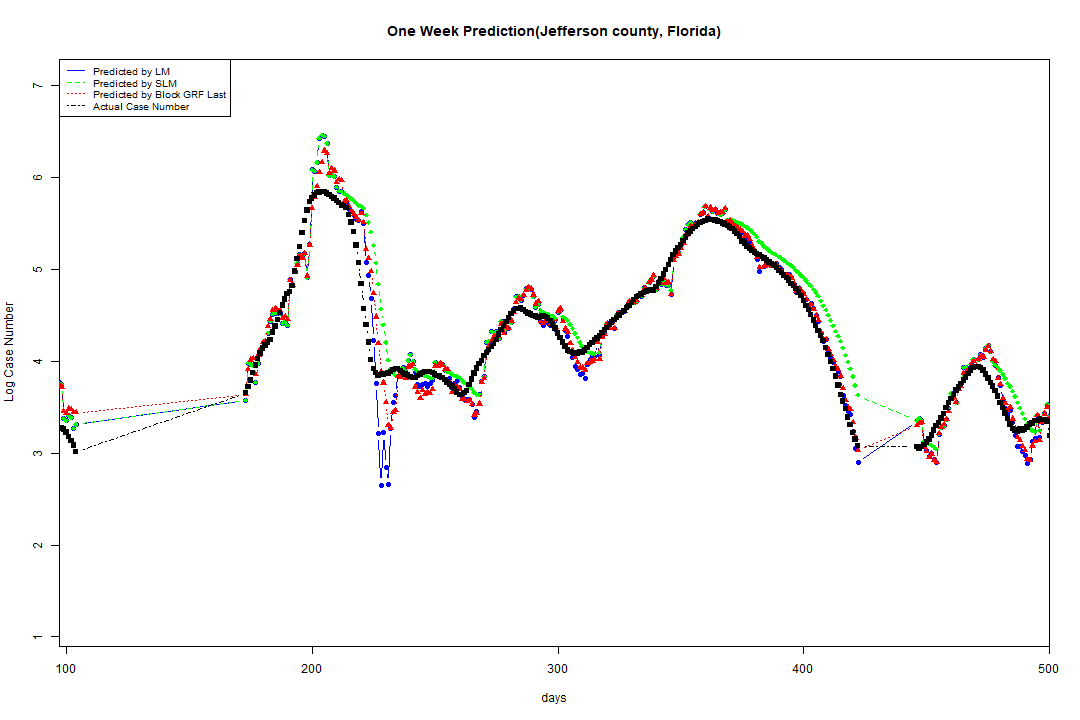 One Week Prediction(Jefferson county, Florida)
Predicted by LM
Predicted by SLM
Predicted by Block GRF Last
Actual Case Number
7
6
5
4
3
2
1
Log Case Number
100 200 300 400 500
days